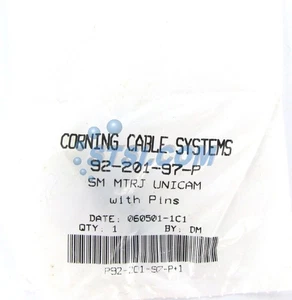 CORNING CABLE SYSTEMS
92-201-97-P
SM MTRJ UNICAM
with Pins
DATE: 060501-1C1
QTY: 1 BY: DM
P92-201-97-P*1